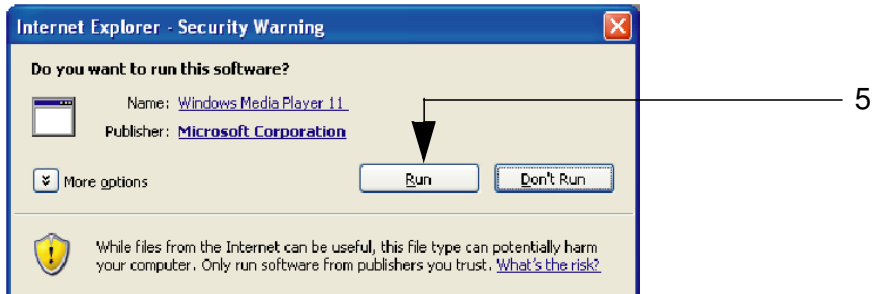 Internet Explorer - Security Warning
Do you want to run this software?
Name: Windows Media Player 11
Publisher: Microsoft Corporation
5
More options
Run
Don't Run
While files from the Internet can be useful, this file type can potentially harm
your computer. Only run software from publishers you trust. What's the risk?